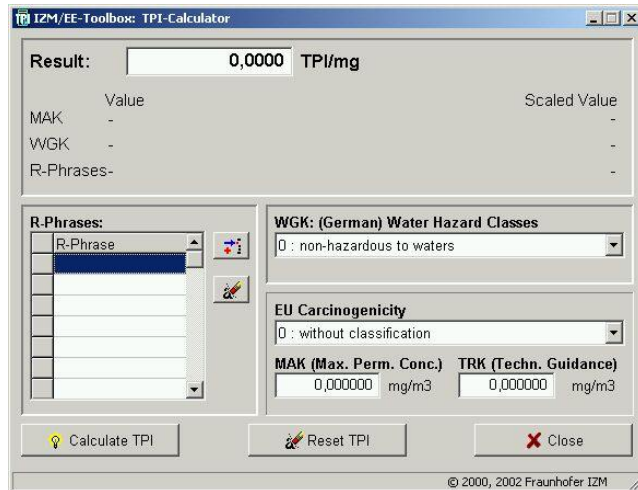 IZM/EE-Toolbox: TPI-Calculator
Result: 0,0000 TPI/mg
Value Scaled Value
MAK - -
WGK - -
R-Phrases- -
R-Phrases:
R-Phrase
WGK: (German) Water Hazard Classes
0 : non-hazardous to waters
EU Carcinogenicity
0 : without classification
MAK (Max. Perm. Conc.) TRK (Techn. Guidance)
0,000000 mg/m3 0,000000 mg/m3
Calculate TPI Reset TPI Close
© 2000, 2002 Fraunhofer IZM